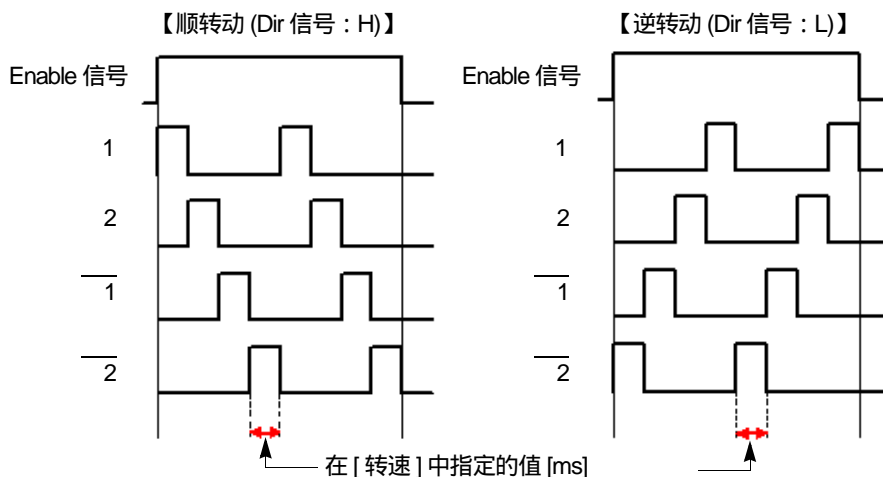 【顺转动 (Dir 信号：H)】 【逆转动 (Dir 信号：L)】
Enable 信号 Enable 信号
1 1
2 2
1̅ 1̅
2̅ 2̅
在 [ 转速 ] 中指定的值 [ms]